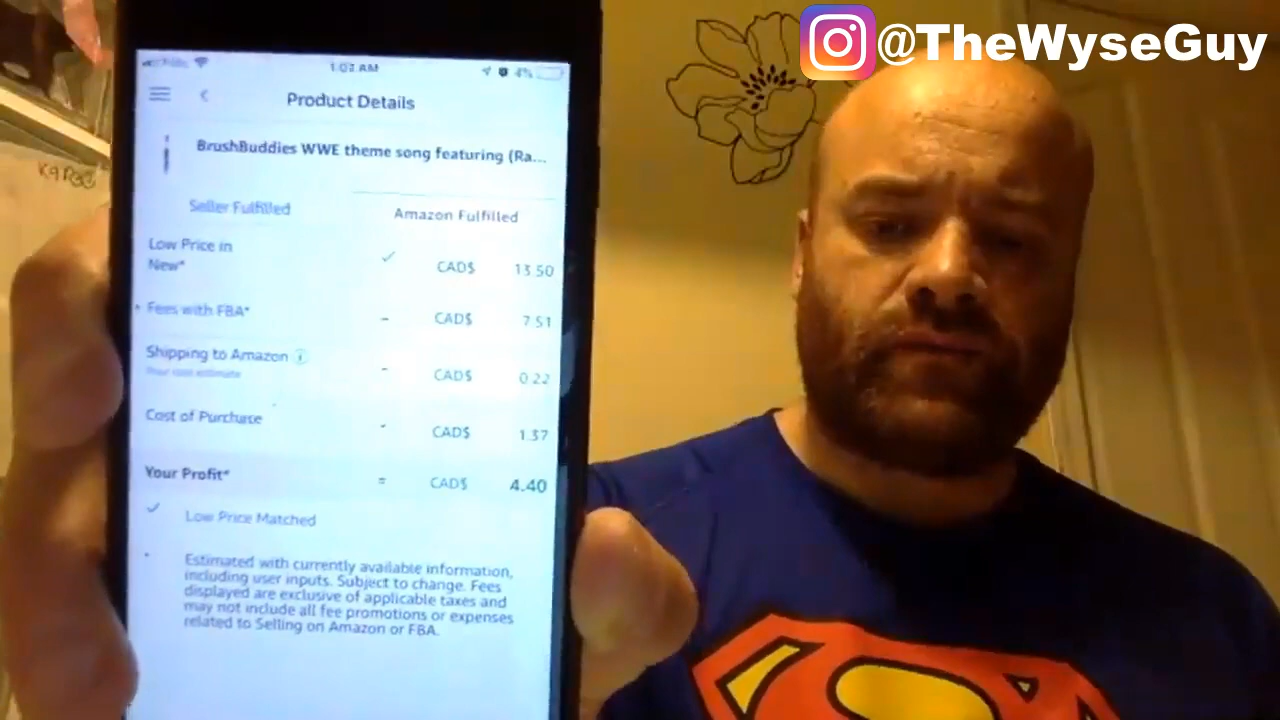 @TheWyseGuy
1:03 AM
4%
Product Details
BrushBuddies WWE theme song featuring (Ra...
Seller Fulfilled
Amazon Fulfilled
Low Price in
New*
CAD$ 13.50
Fees with FBA*
- CAD$ 7.51
Shipping to Amazon
Your cost estimate
- CAD$ 0.22
Cost of Purchase
- CAD$ 1.37
Your Profit*
= CAD$ 4.40
Low Price Matched
Estimated with currently available information,
including user inputs. Subject to change. Fees
displayed are exclusive of applicable taxes and
may not include all fee promotions or expenses
related to Selling on Amazon or FBA.